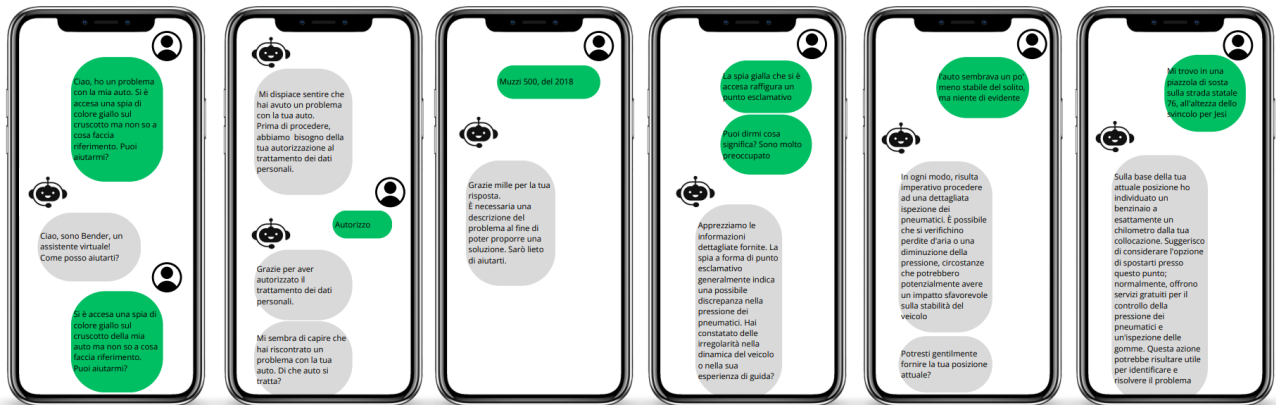 Ciao, ho un problema
con la mia auto. Si è
accesa una spia di
colore giallo sul
cruscotto ma non so a
cosa faccia
riferimento. Puoi
aiutarmi?
Ciao, sono Bender, un
assistente virtuale!
Come posso aiutarti?
Si è accesa una spia di
colore giallo sul
cruscotto della mia
auto ma non so a cosa
faccia riferimento.
Puoi aiutarmi?
Mi dispiace sentire che
hai avuto un problema
con la tua auto.
Prima di procedere,
abbiamo bisogno della
tua autorizzazione al
trattamento dei dati
personali.
Autorizzo
Grazie per aver
autorizzato il
trattamento dei dati
personali.
Mi sembra di capire che
hai riscontrato un
problema con la tua
auto. Di che auto si
tratta?
Muzzi 500, del 2018
Grazie mille per la tua
risposta.
È necessaria una
descrizione del
problema al fine di
poter proporre una
soluzione. Sarò lieto
di aiutarti.
La spia gialla che si è
accesa raffigura un
punto esclamativo
Puoi dirmi cosa
significa? Sono molto
preoccupato
Apprezziamo le
informazioni
dettagliate fornite. La
spia a forma di punto
esclamativo
generalmente indica
una possibile
discrepanza nella
pressione dei
pneumatici. Hai
constatato delle
irregolarità nella
dinamica del veicolo
o nella sua
esperienza di guida?
l'auto sembrava un po'
meno stabile del solito,
ma niente di evidente
In ogni modo, risulta
imperativo procedere
ad una dettagliata
ispezione dei
pneumatici. È possibile
che si verifichino
perdite d'aria o una
diminuzione della
pressione, circostanze
che potrebbero
potenzialmente avere
un impatto sfavorevole
sulla stabilità del
veicolo
Potresti gentilmente
fornire la tua posizione
attuale?
Mi trovo in una
piazzola di sosta
sulla strada statale
76, all'altezza dello
svincolo per Jesi
Sulla base della tua
attuale posizione ho
individuato un
benzinaio a
esattamente un
chilometro dalla tua
collocazione. Suggerisco
di considerare l'opzione
di spostarti presso
questo punto;
normalmente, offrono
servizi gratuiti per il
controllo della
pressione dei
pneumatici e
un'ispezione delle
gomme. Questa azione
potrebbe risultare utile
per identificare e
risolvere il problema